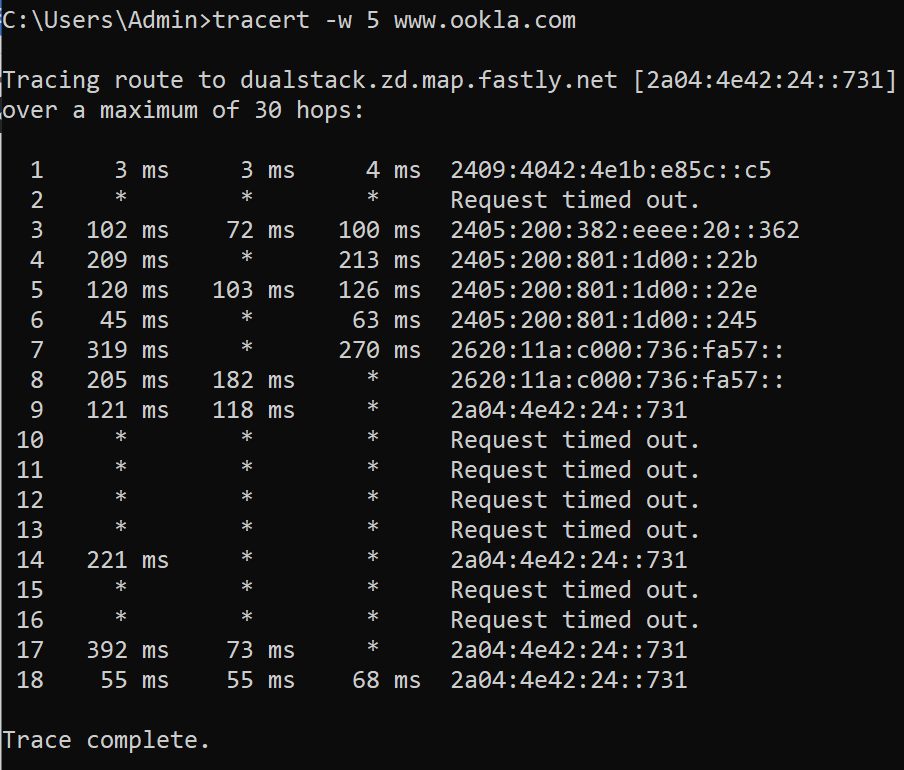 C:\Users\Admin>tracert -w 5 www.ookla.com
Tracing route to dualstack.zd.map.fastly.net [2a04:4e42:24::731]
over a maximum of 30 hops:
1 3 ms 3 ms 4 ms 2409:4042:4e1b:e85c::c5
2 * * * Request timed out.
3 102 ms 72 ms 100 ms 2405:200:382:eeee:20::362
4 209 ms * 213 ms 2405:200:801:1d00::22b
5 120 ms 103 ms 126 ms 2405:200:801:1d00::22e
6 45 ms * 63 ms 2405:200:801:1d00::245
7 319 ms * 270 ms 2620:11a:c000:736:fa57::
8 205 ms 182 ms * 2620:11a:c000:736:fa57::
9 121 ms 118 ms * 2a04:4e42:24::731
10 * * * Request timed out.
11 * * * Request timed out.
12 * * * Request timed out.
13 * * * Request timed out.
14 221 ms * * 2a04:4e42:24::731
15 * * * Request timed out.
16 * * * Request timed out.
17 392 ms 73 ms * 2a04:4e42:24::731
18 55 ms 55 ms 68 ms 2a04:4e42:24::731
Trace complete.